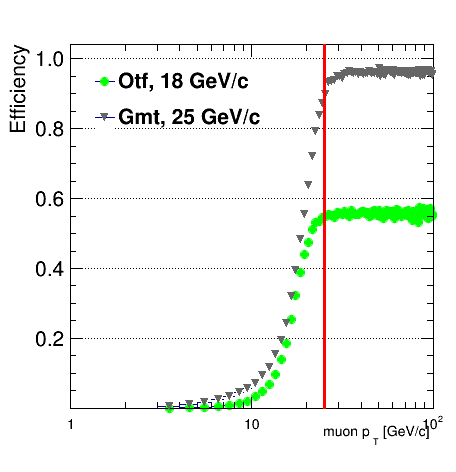 Efficiency
1.0
0.8
0.6
0.4
0.2
Otf, 18 GeV/c
Gmt, 25 GeV/c
1
10
10²
muon p_T [GeV/c]